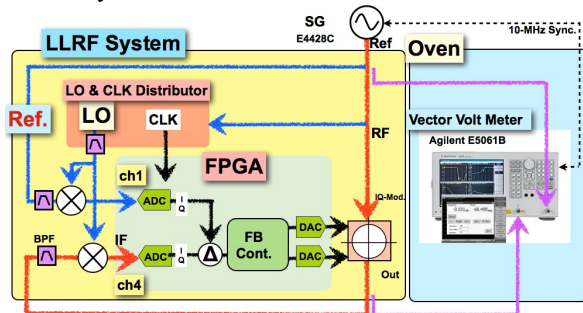 SG
E4428C
Ref
10-MHz Sync.
LLRF System
Oven
LO & CLK Distributor
Ref.
LO
CLK
RF
Vector Volt Meter
Agilent E5061B
FPGA
ch1
ADC
I
Q
IQ-Mod.
DAC
BPF
IF
ADC
I
Q
Δ
FB
Cont.
DAC
Out
ch4